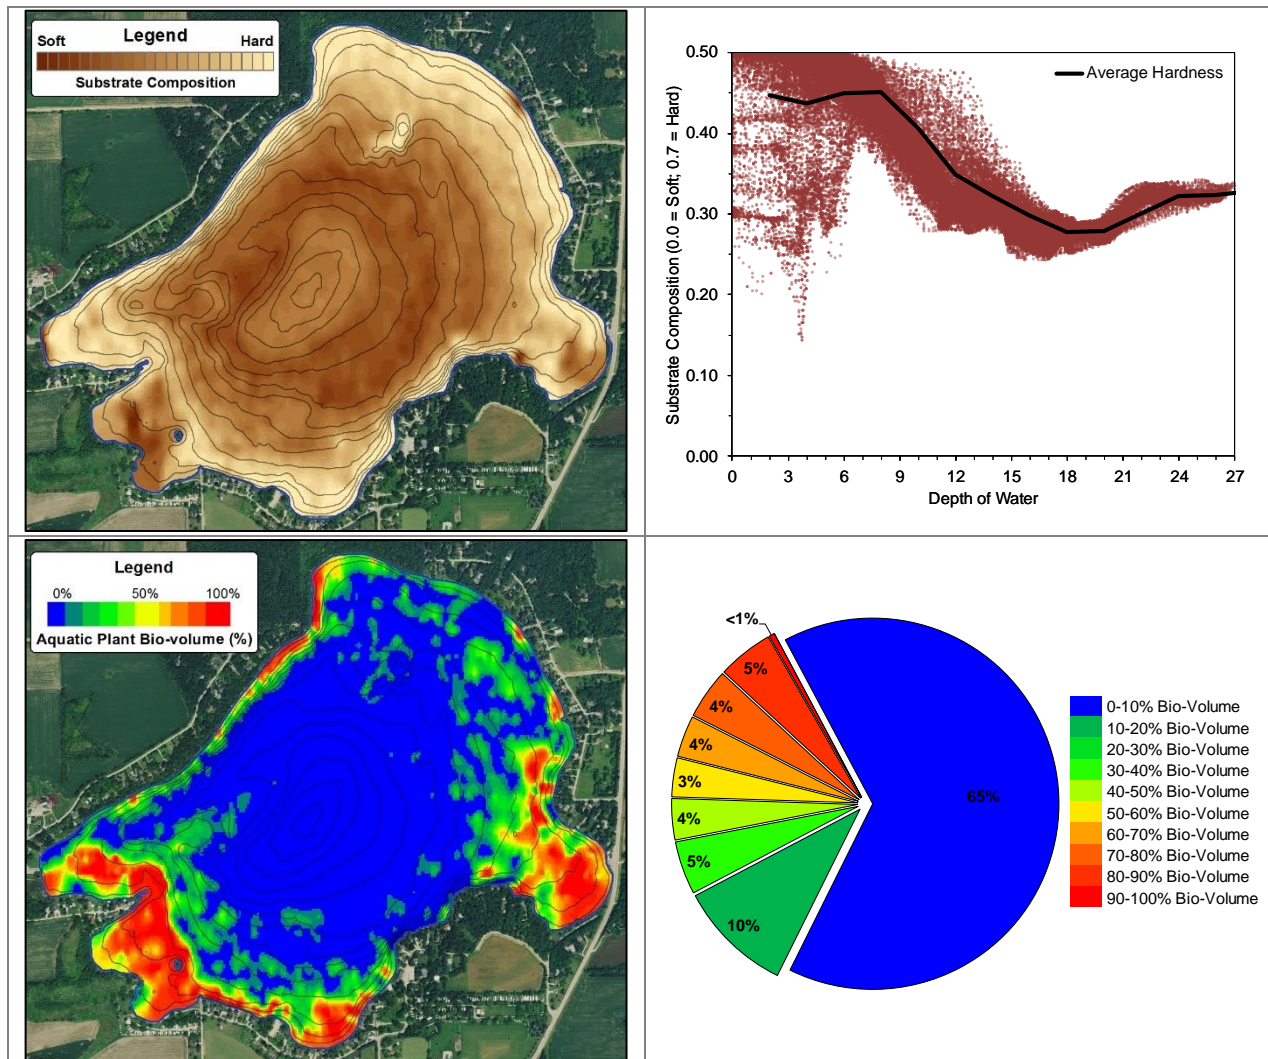 Legend
Soft
Hard
Substrate Composition
Substrate Composition (0.0 = Soft; 0.7 = Hard)
0.50
0.40
0.30
0.20
0.10
0.00
Average Hardness
0 3 6 9 12 15 18 21 24 27
Depth of Water
Legend
0% 50% 100%
Aquatic Plant Bio-volume (%)
<1%
5%
4%
4%
3%
4%
5%
10%
65%
0-10% Bio-Volume
10-20% Bio-Volume
20-30% Bio-Volume
30-40% Bio-Volume
40-50% Bio-Volume
50-60% Bio-Volume
60-70% Bio-Volume
70-80% Bio-Volume
80-90% Bio-Volume
90-100% Bio-Volume